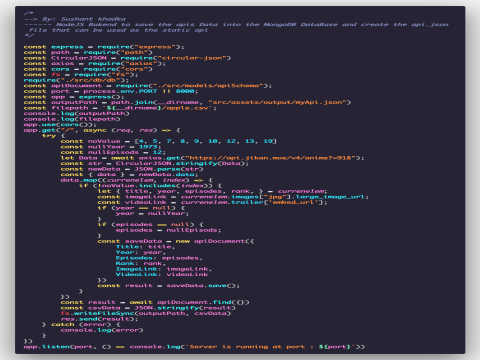 /*
--> By: Sushant khadka
------ NodeJS Bakend to save the apis Data into the MongoDB DataBase and create the api.json
file that can be used as the static api
*/
const express = require("express");
const path = require("path")
const CircularJSON = require("circular-json")
const axios = require("axios");
const cors = require("cors")
const fs = require("fs");
require("./src/db/db");
const apiDocument = require("./src/models/apiSchema");
const port = process.env.PORT || 8000;
const app = express();
const outputPath = path.join(__dirname, "src/assets/output/myApi.json")
const filepath = `${__dirname}/apple.csv`;
console.log(outputPath)
console.log(filepath)
app.use(cors());
app.get("/", async (req, res) => {
try {
const noValue = [4, 5, 7, 8, 9, 10, 12, 13, 19]
const nullYear = 1973;
const nullEpisods = 12;
let Data = await axios.get("https://api.jikan.moe/v4/anime?=918");
const str = CircularJSON.stringify(Data);
const newData = JSON.parse(str)
const { data } = newData.data;
data.map((currenElem, index) => {
if (!noValue.includes(index)) {
let { title, year, episodes, rank, } = currenElem;
const imageLink = currenElem.images["jpg"].large_image_url;
const videoLink = currenElem.trailer['embed_url'];
if (year == null) {
year = nullYear;
}
if (episodes == null) {
episodes = nullEpisods;
}
const saveData = new apiDocument({
Title: title,
Year: year,
Episodes: episodes,
Rank: rank,
ImageLink: imageLink,
VideoLink: videoLink
})
const result = saveData.save();
}
})
const result = await apiDocument.find({})
const csvData = JSON.stringify(result)
fs.writeFileSync(outputPath, csvData)
res.send(result);
} catch (error) {
console.log(error)
}
})
app.listen(port, () => console.log(`Server is running at port : ${port}`))